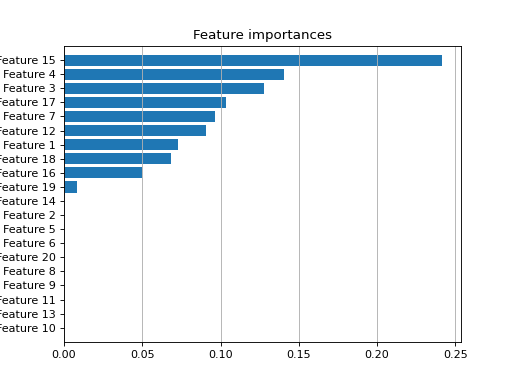 Feature importances
Feature 15
Feature 4
Feature 3
Feature 17
Feature 7
Feature 12
Feature 1
Feature 18
Feature 16
Feature 19
Feature 14
Feature 2
Feature 5
Feature 6
Feature 20
Feature 8
Feature 9
Feature 11
Feature 13
Feature 10
0.00 0.05 0.10 0.15 0.20 0.25